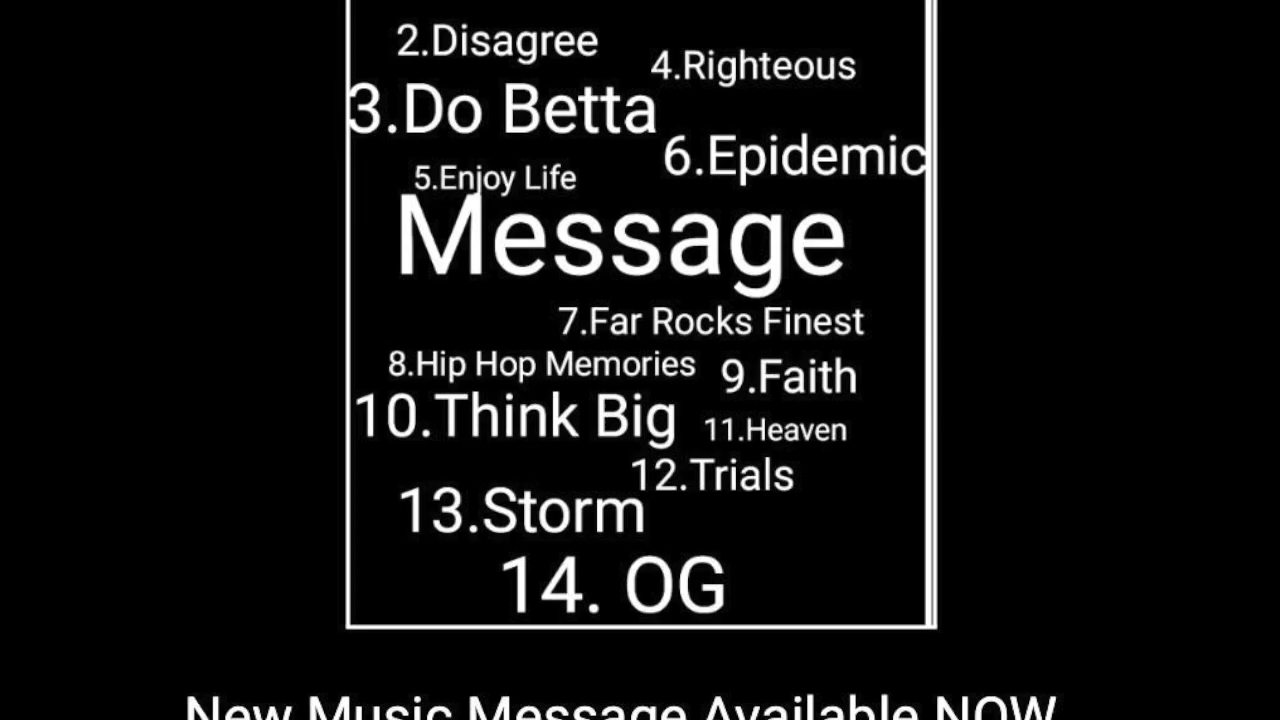 2.Disagree
4.Righteous
3.Do Betta
6.Epidemic
5.Enjoy Life
Message
7.Far Rocks Finest
8.Hip Hop Memories
9.Faith
10.Think Big
11.Heaven
12.Trials
13.Storm
14. OG
New Music Message Available NOW